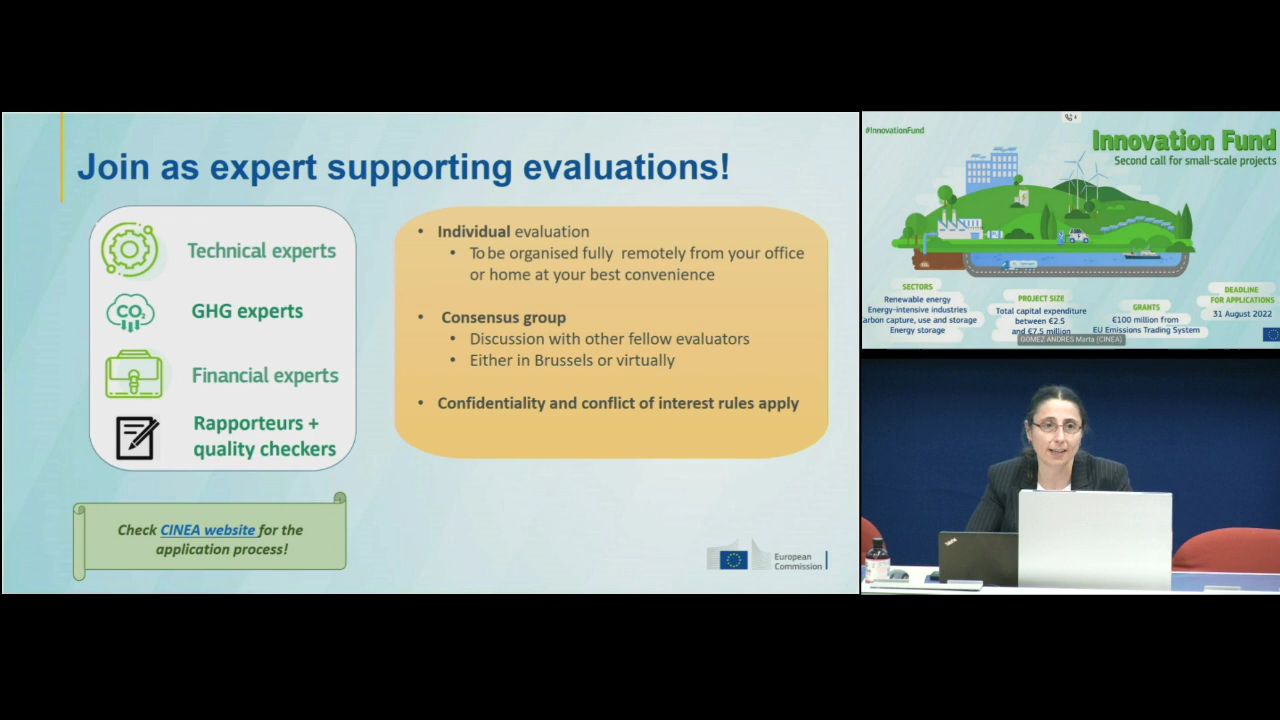 Join as expert supporting evaluations!
Technical experts
GHG experts
Financial experts
Rapporteurs +
quality checkers
CO₂
Check CINEA website for the
application process!
• Individual evaluation
• To be organised fully remotely from your office
or home at your best convenience
• Consensus group
• Discussion with other fellow evaluators
• Either in Brussels or virtually
• Confidentiality and conflict of interest rules apply
European
Commission
#InnovationFund
Innovation Fund
Second call for small-scale projects
SECTORS
Renewable energy
Energy-intensive industries
arbon capture, use and storage
Energy storage
PROJECT SIZE
Total capital expenditure
between €2.5
and €7.5 million
GRANTS
€100 million from
EU Emissions Trading System
DEADLINE
FOR APPLICATIONS
31 August 2022
GOMEZ ANDRES Marta (CINEA)